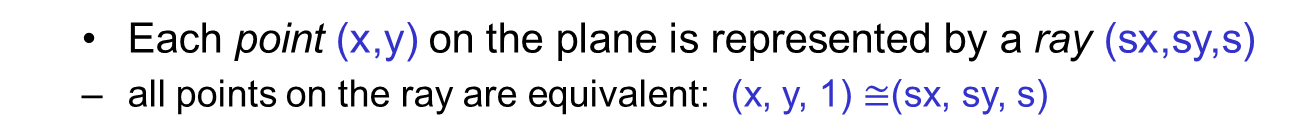 • Each point (x,y) on the plane is represented by a ray (sx,sy,s)
– all points on the ray are equivalent: (x, y, 1) ≅(sx, sy, s)